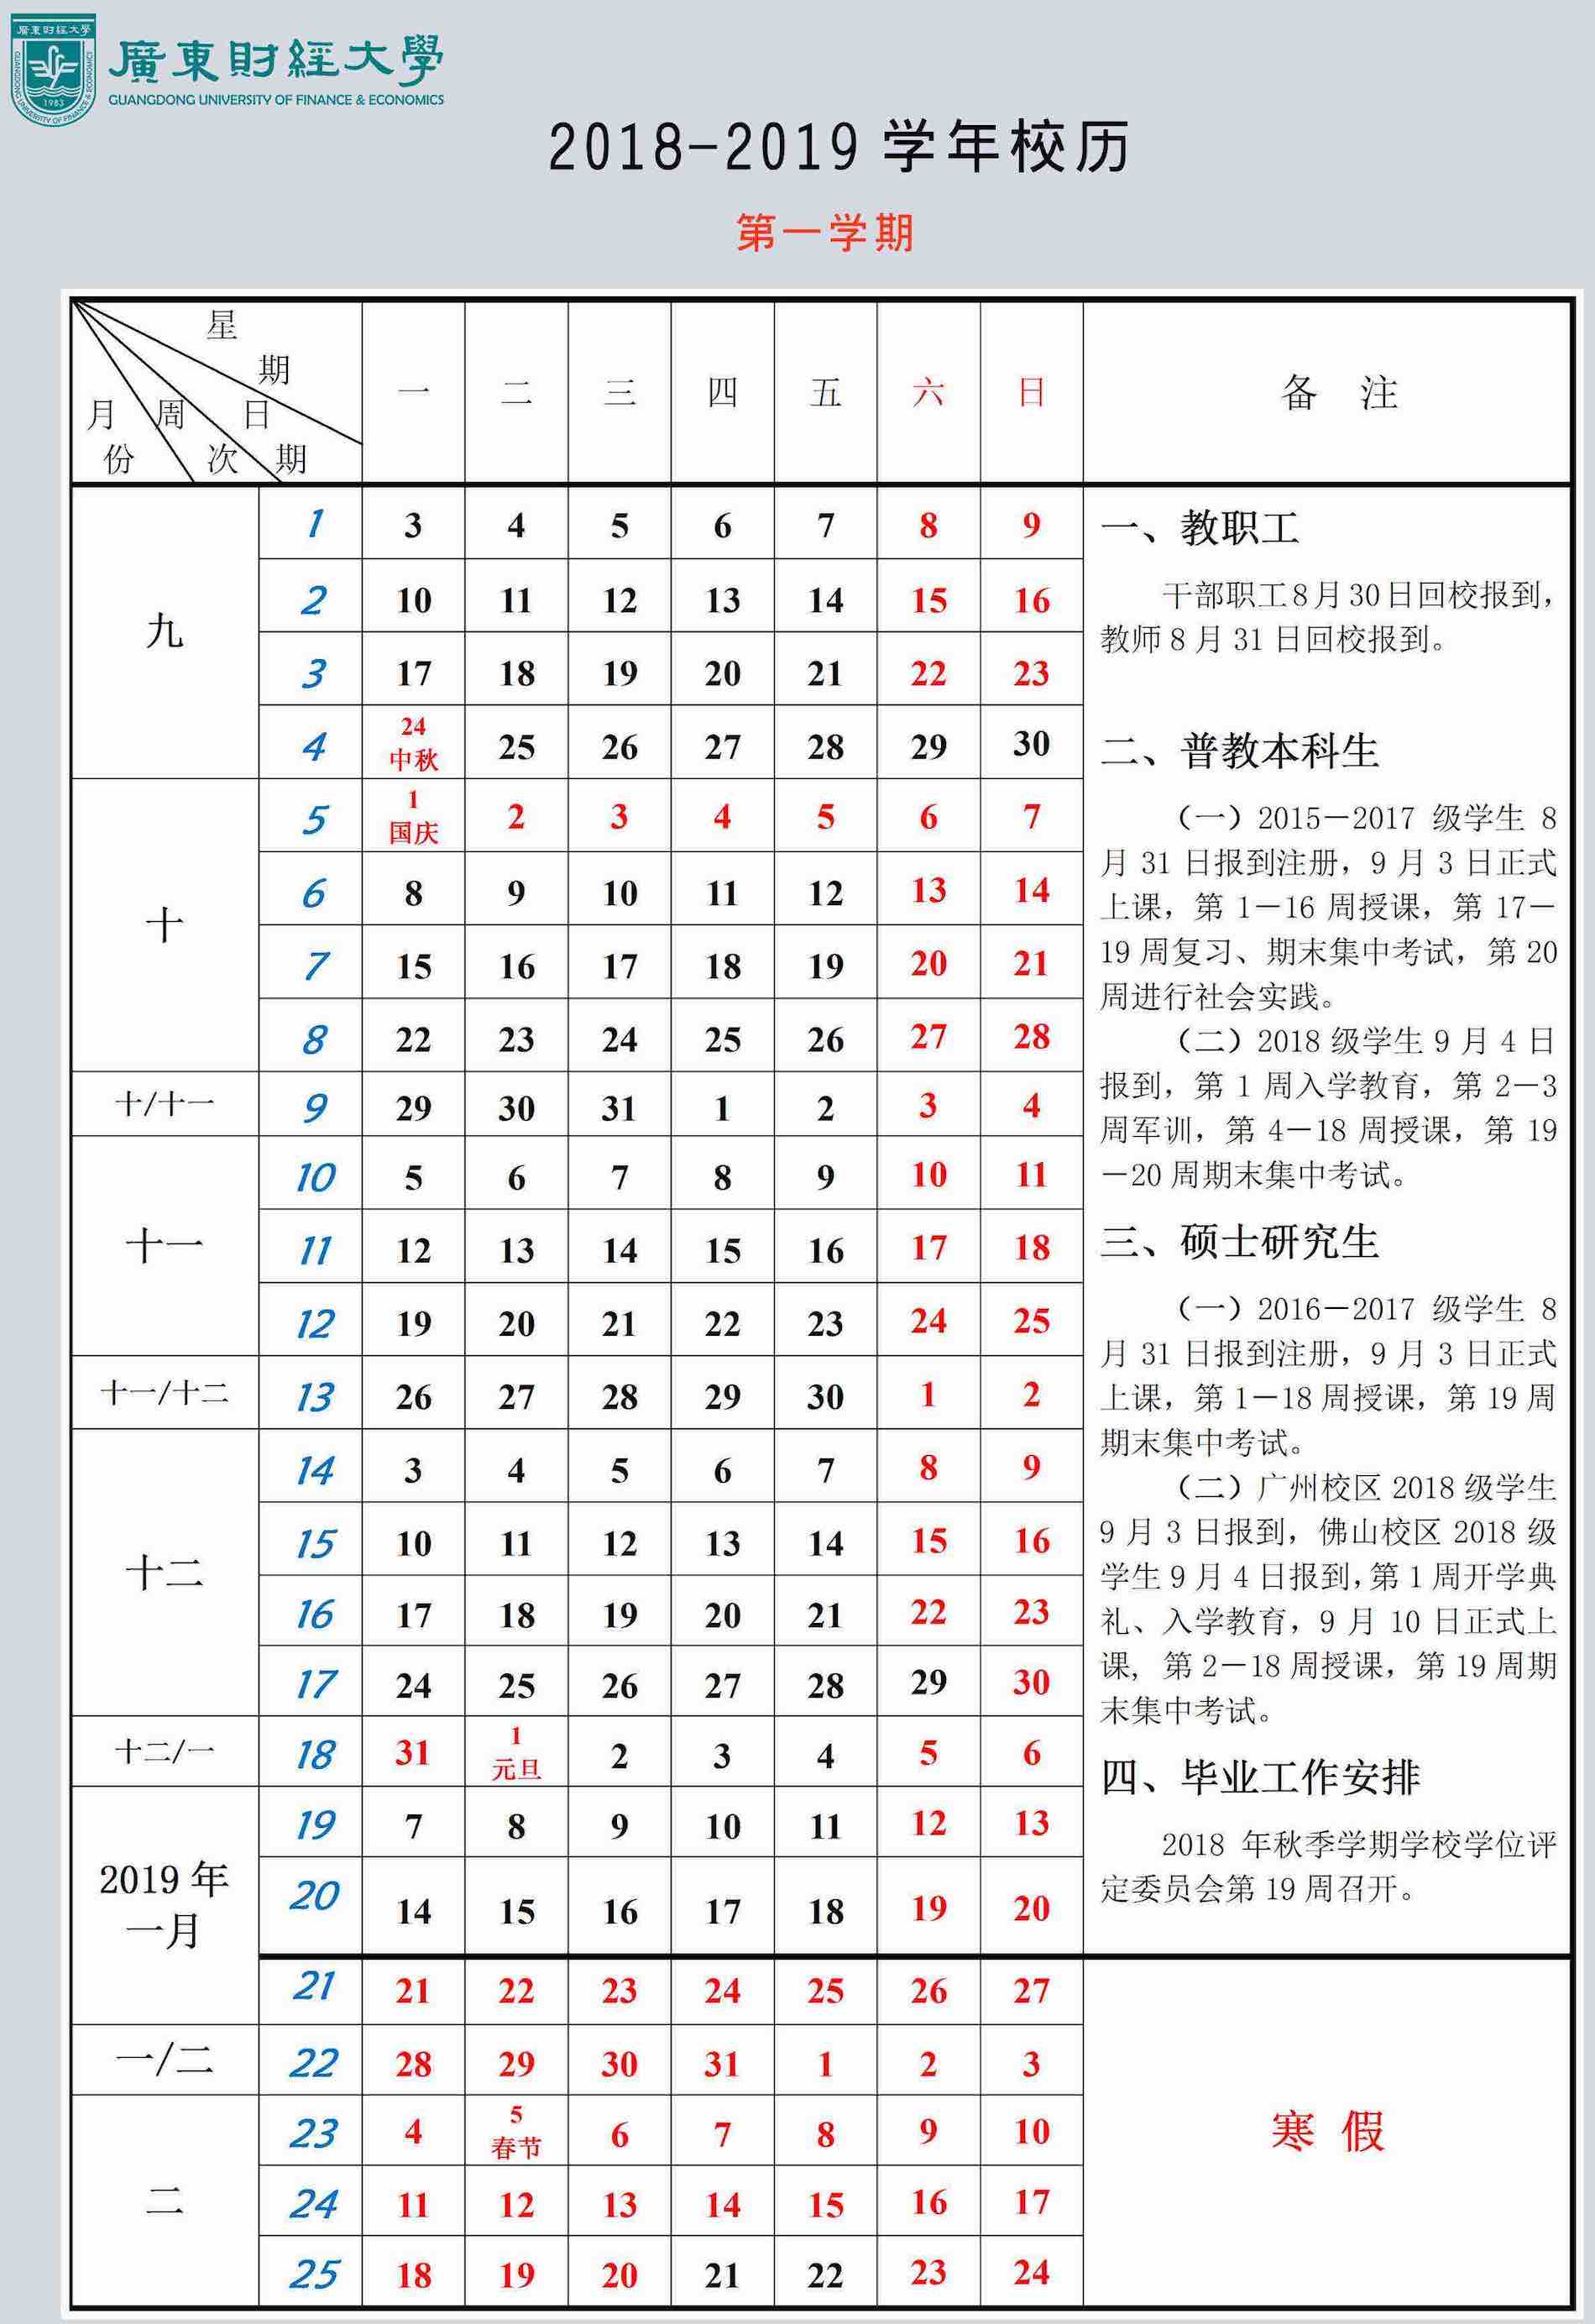 廣東財經大學
GUANGDONG UNIVERSITY OF FINANCE & ECONOMICS
1983
廣東財經大學
GUANGDONG UNIVERSITY OF FINANCE & ECONOMICS
2018-2019 学年校历
第一学期
星期 日期 周次 月份 一 二 三 四 五 六 日 备 注
九
1 3 4 5 6 7 8 9
2 10 11 12 13 14 15 16
3 17 18 19 20 21 22 23
4 24 中秋 25 26 27 28 29 30
十
5 1 国庆 2 3 4 5 6 7
6 8 9 10 11 12 13 14
7 15 16 17 18 19 20 21
8 22 23 24 25 26 27 28
十/十一 9 29 30 31 1 2 3 4
十一
10 5 6 7 8 9 10 11
11 12 13 14 15 16 17 18
12 19 20 21 22 23 24 25
十一/十二 13 26 27 28 29 30 1 2
十二
14 3 4 5 6 7 8 9
15 10 11 12 13 14 15 16
16 17 18 19 20 21 22 23
17 24 25 26 27 28 29 30
十二/一 18 31 1 元旦 2 3 4 5 6
2019 年
一月
19 7 8 9 10 11 12 13
20 14 15 16 17 18 19 20
21 21 22 23 24 25 26 27
一/二 22 28 29 30 31 1 2 3
二
23 4 5 春节 6 7 8 9 10
24 11 12 13 14 15 16 17
25 18 19 20 21 22 23 24
一、教职工
干部职工8月30日回校报到，
教师8月31日回校报到。
二、普教本科生
（一）2015－2017 级学生 8
月 31 日报到注册，9 月 3 日正式
上课，第 1－16 周授课，第 17－
19 周复习、期末集中考试，第 20
周进行社会实践。
（二）2018 级学生 9 月 4 日
报到，第 1 周入学教育，第 2－3
周军训，第 4－18 周授课，第 19
－20 周期末集中考试。
三、硕士研究生
（一）2016－2017 级学生 8
月 31 日报到注册，9 月 3 日正式
上课，第 1－18 周授课，第 19 周
期末集中考试。
（二）广州校区 2018 级学生
9 月 3 日报到，佛山校区 2018 级
学生 9 月 4 日报到，第 1 周开学典
礼、入学教育，9 月 10 日正式上
课，第 2－18 周授课，第 19 周期
末集中考试。
四、毕业工作安排
2018 年秋季学期学校学位评
定委员会第 19 周召开。
寒 假